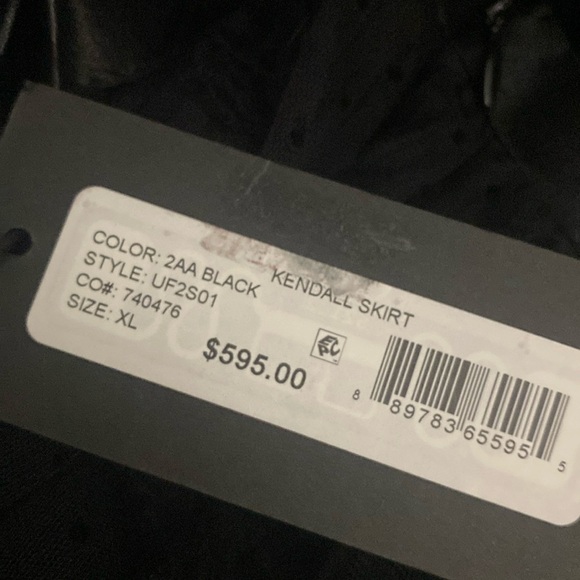 COLOR: 2AA BLACK
STYLE: UF2S01
CO#: 740476
SIZE: XL
KENDALL SKIRT
$595.00
8 89783 65595 5